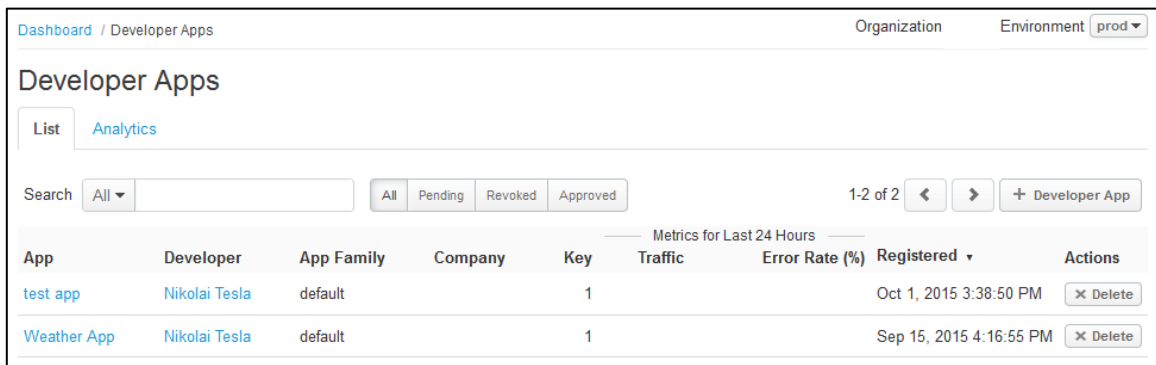 Dashboard / Developer Apps Organization Environment prod
Developer Apps
List Analytics
Search All All Pending Revoked Approved 1-2 of 2 + Developer App
Metrics for Last 24 Hours
App Developer App Family Company Key Traffic Error Rate (%) Registered Actions
test app Nikolai Tesla default 1 Oct 1, 2015 3:38:50 PM × Delete
Weather App Nikolai Tesla default 1 Sep 15, 2015 4:16:55 PM × Delete